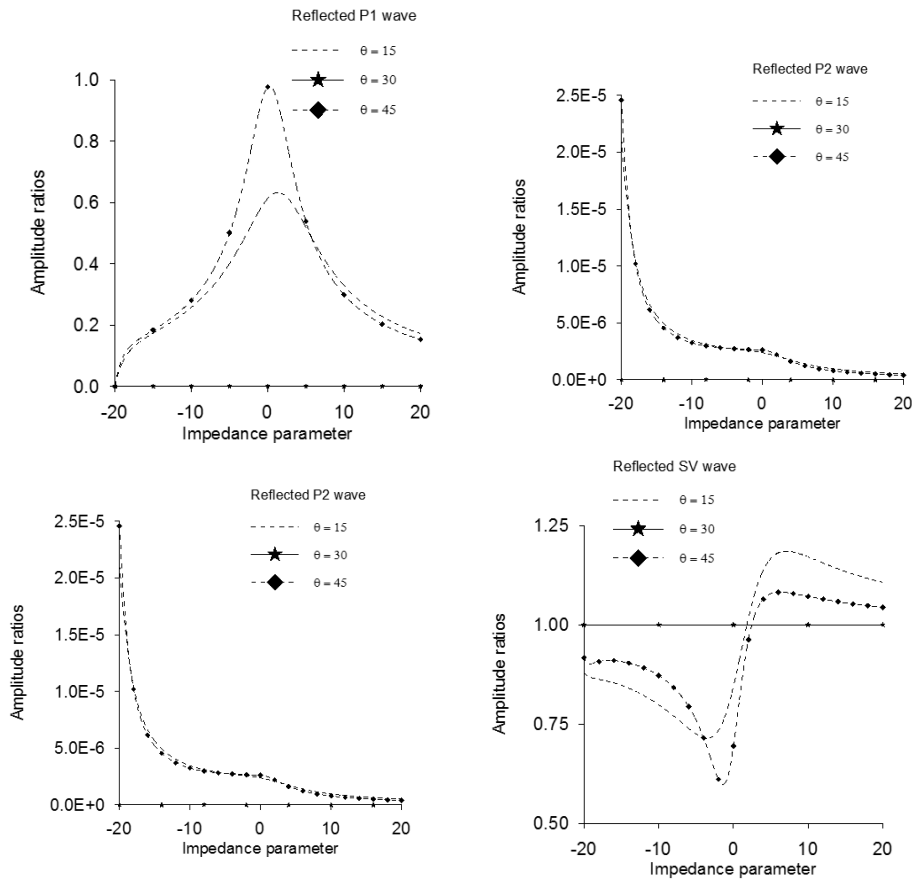 Reflected P1 wave
θ = 15
θ = 30
θ = 45
1.0
0.8
0.6
0.4
0.2
0.0
Amplitude ratios
-20
-10
0
10
20
Impedance parameter
Reflected P2 wave
θ = 15
θ = 30
θ = 45
2.5E-5
2.0E-5
1.5E-5
1.0E-5
5.0E-6
0.0E+0
Amplitude ratios
-20
-10
0
10
20
Impedance parameter
Reflected P2 wave
θ = 15
θ = 30
θ = 45
2.5E-5
2.0E-5
1.5E-5
1.0E-5
5.0E-6
0.0E+0
Amplitude ratios
-20
-10
0
10
20
Impedance parameter
Reflected SV wave
θ = 15
θ = 30
θ = 45
1.25
1.00
0.75
0.50
Amplitude ratios
-20
-10
0
10
20
Impedance parameter